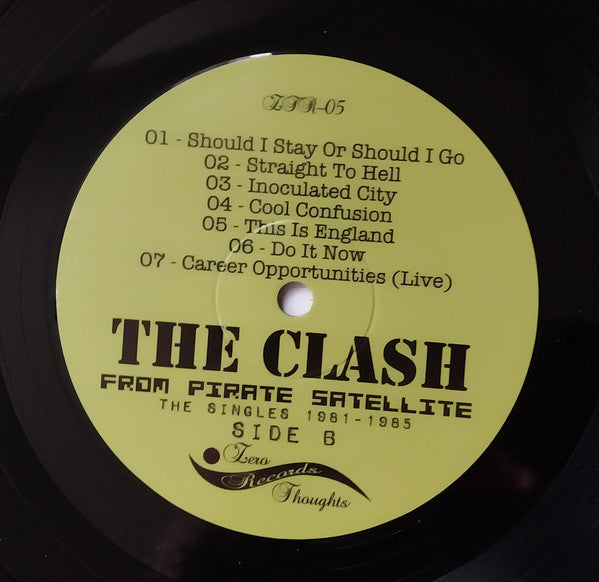 ZTR-05
01 - Should I Stay Or Should I Go
02 - Straight To Hell
03 - Inoculated City
04 - Cool Confusion
05 - This Is England
06 - Do It Now
07 - Career Opportunities (Live)
THE CLASH
FROM PIRATE SATELLITE
THE SINGLES 1981-1985
SIDE B
Zero
Records
Thoughts